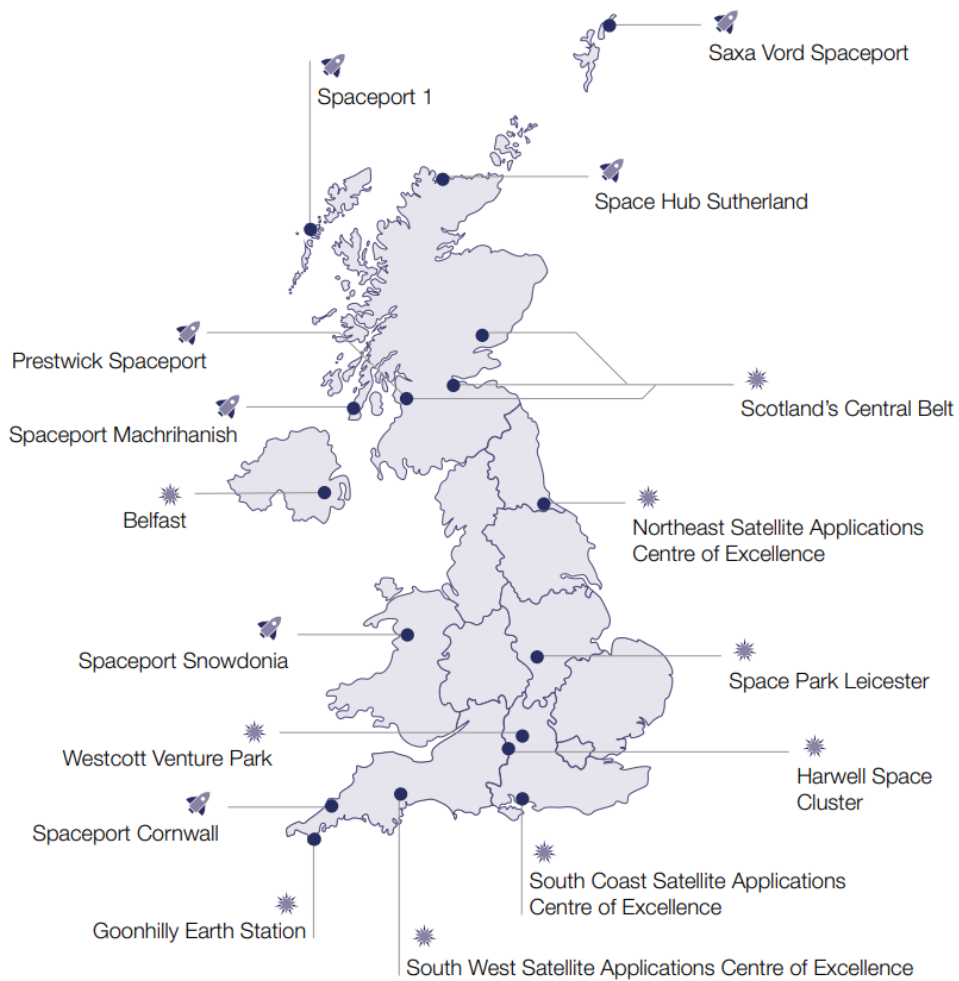 Saxa Vord Spaceport
Spaceport 1
Space Hub Sutherland
Prestwick Spaceport
Scotland’s Central Belt
Spaceport Machrihanish
Belfast
Northeast Satellite Applications
Centre of Excellence
Spaceport Snowdonia
Space Park Leicester
Westcott Venture Park
Harwell Space
Cluster
Spaceport Cornwall
South Coast Satellite Applications
Centre of Excellence
Goonhilly Earth Station
South West Satellite Applications Centre of Excellence